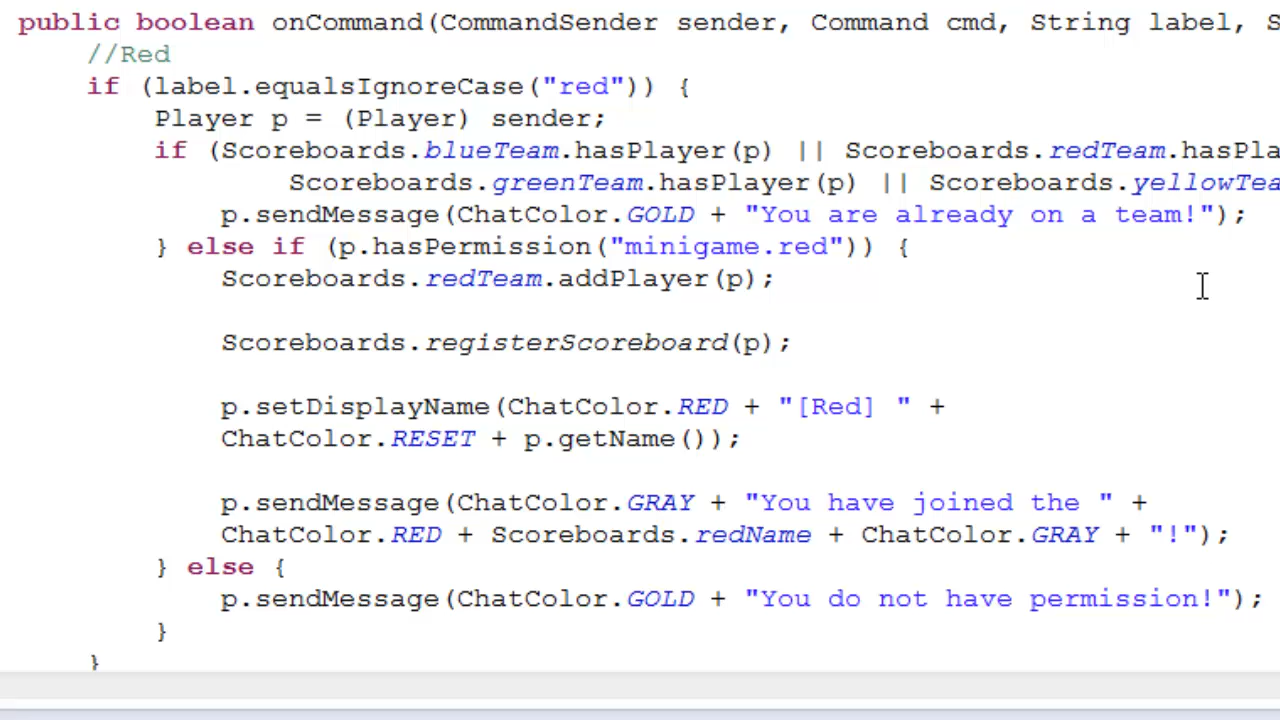 public boolean onCommand(CommandSender sender, Command cmd, String label, S
//Red
if (label.equalsIgnoreCase("red")) {
Player p = (Player) sender;
if (Scoreboards.blueTeam.hasPlayer(p) || Scoreboards.redTeam.hasPla
Scoreboards.greenTeam.hasPlayer(p) || Scoreboards.yellowTea
p.sendMessage(ChatColor.GOLD + "You are already on a team!");
} else if (p.hasPermission("minigame.red")) {
Scoreboards.redTeam.addPlayer(p);
Scoreboards.registerScoreboard(p);
p.setDisplayName(ChatColor.RED + "[Red] " +
ChatColor.RESET + p.getName());
p.sendMessage(ChatColor.GRAY + "You have joined the " +
ChatColor.RED + Scoreboards.redName + ChatColor.GRAY + "!");
} else {
p.sendMessage(ChatColor.GOLD + "You do not have permission!");
}
}